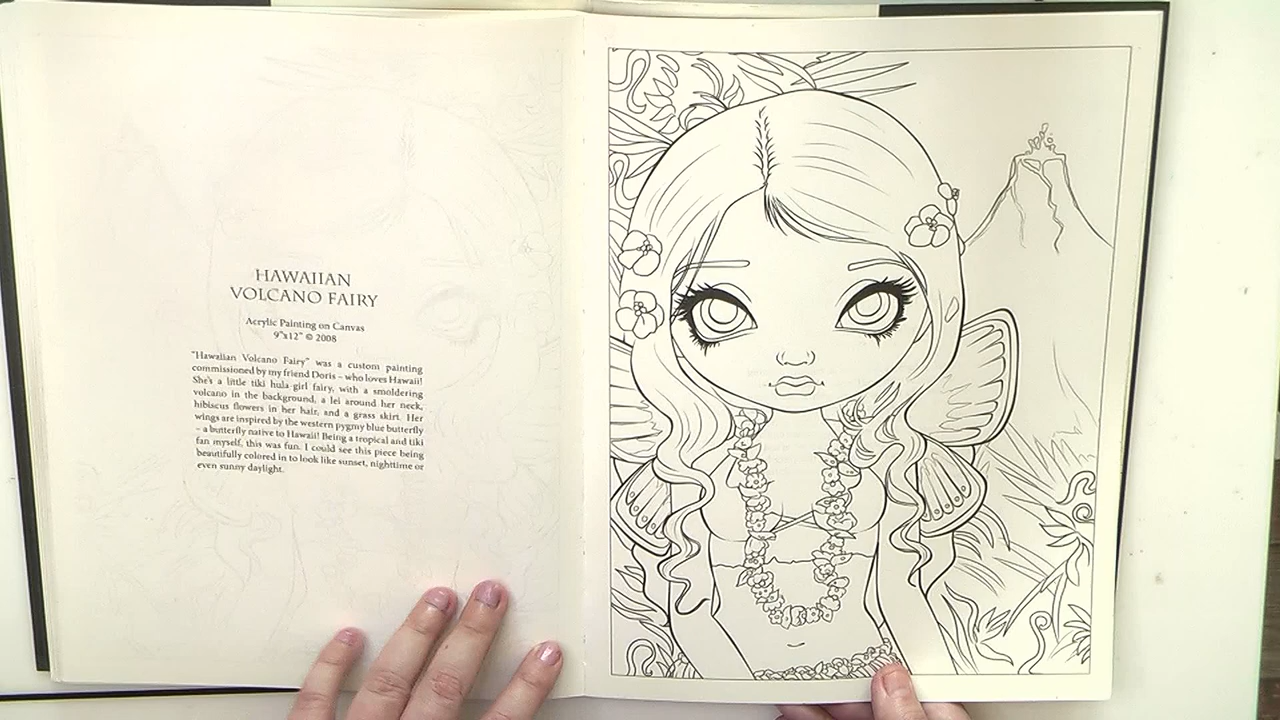 HAWAIIAN
VOLCANO FAIRY
Acrylic Painting on Canvas
9"x12" © 2008
"Hawaiian Volcano Fairy" was a custom painting
commissioned by my friend Doris – who loves Hawaii!
She's a little tiki hula girl fairy, with a smoldering
volcano in the background, a lei around her neck,
hibiscus flowers in her hair, and a grass skirt. Her
wings are inspired by the western pygmy blue butterfly
– a butterfly native to Hawaii! Being a tropical and tiki
fan myself, this was fun. I could see this piece being
beautifully colored in to look like sunset, nighttime or
even sunny daylight.